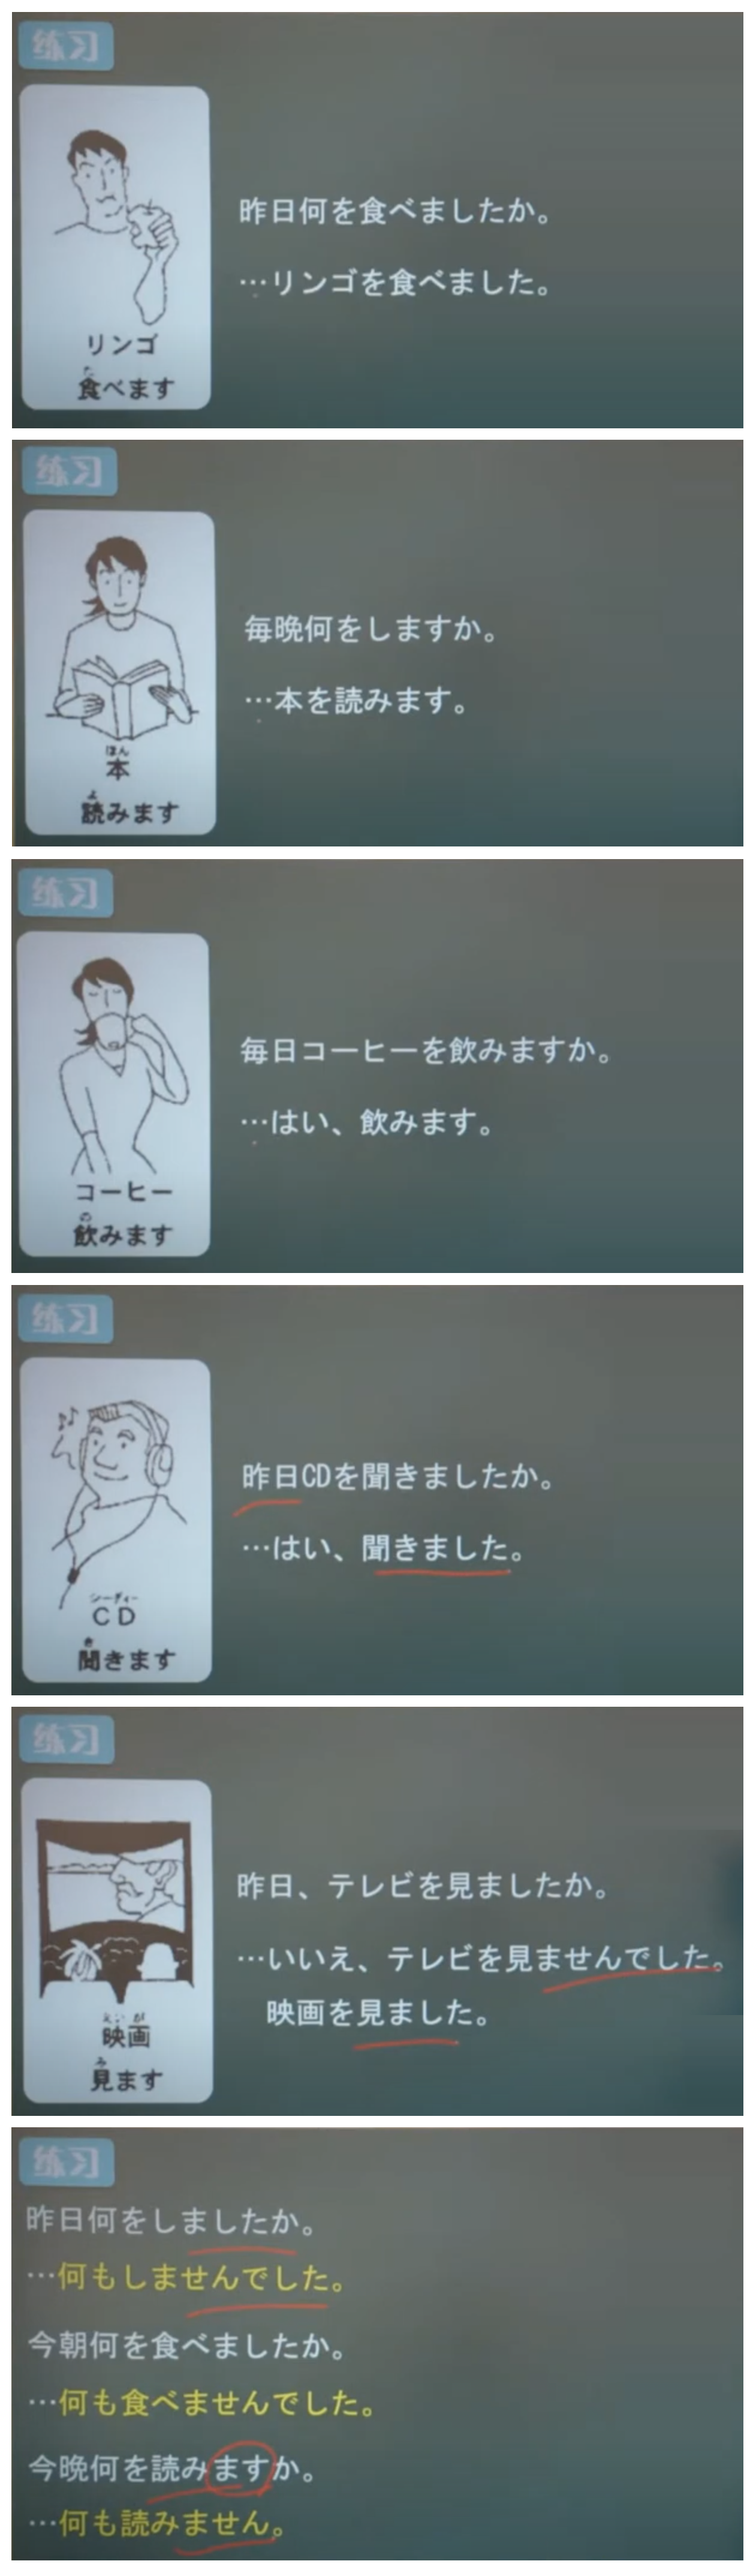 练习
昨日何を食べましたか。
…リンゴを食べました。
リンゴ
た
食べます
练习
毎晩何をしますか。
…本を読みます。
ほん
本
よ
読みます
练习
毎日コーヒーを飲みますか。
…はい、飲みます。
コーヒー
の
飲みます
练习
昨日CDを聞きましたか。
…はい、聞きました。
シーディー
CD
き
聞きます
练习
昨日、テレビを見ましたか。
…いいえ、テレビを見ませんでした。
映画を見ました。
えいが
映画
み
見ます
练习
昨日何をしましたか。
…何もしませんでした。
今朝何を食べましたか。
…何も食べませんでした。
今晩何を読みますか。
…何も読みません。